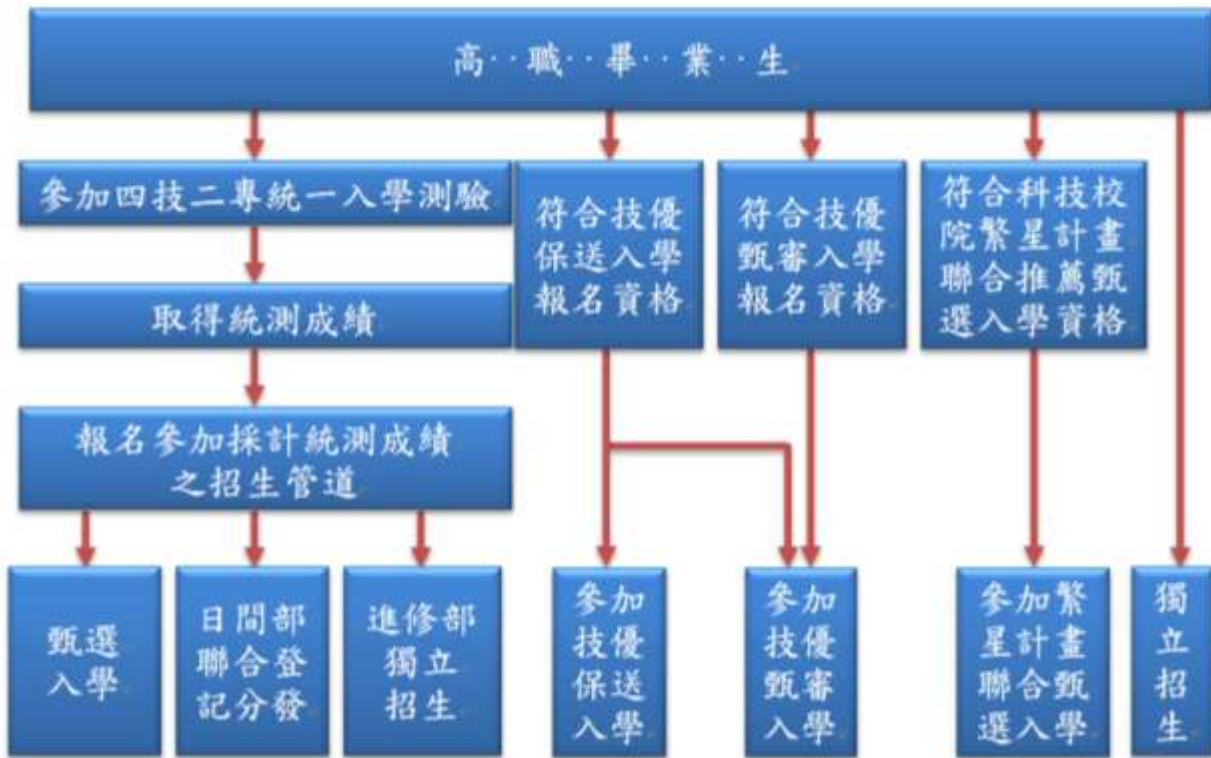 高‥職‥畢‥業‥生
參加四技二專統一入學測驗
取得統測成績
報名參加採計統測成績
之招生管道
符合技優
保送入學
報名資格
符合技優
甄審入學
報名資格
符合科技校
院繁星計畫
聯合推薦甄
選入學資格
甄選
入學
日間部
聯合登
記分發
進修部
獨立
招生
參加
技優
保送
入學
參加
技優
甄審
入學
參加繁
星計畫
聯合甄
選入學
獨
立
招
生